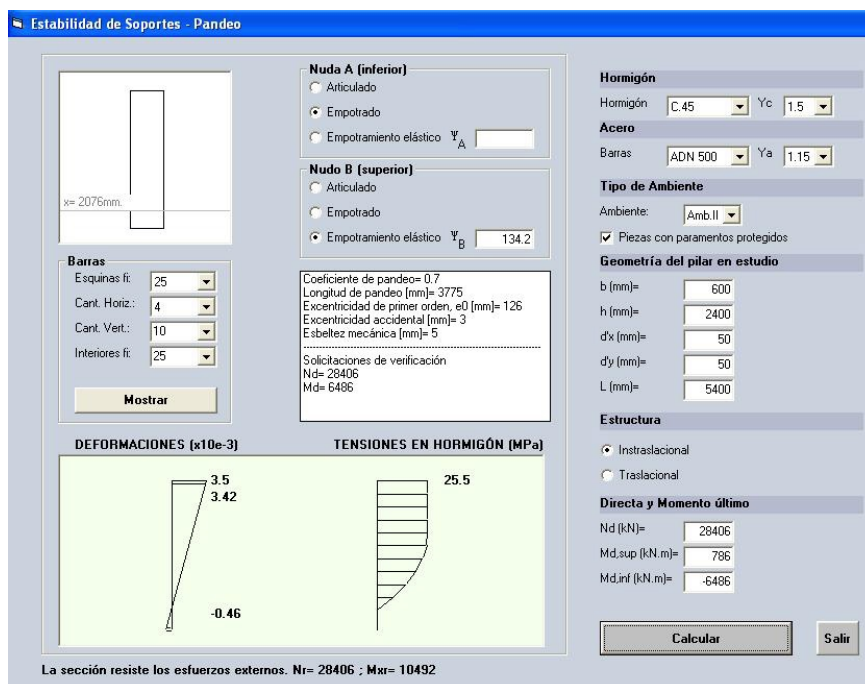 Estabilidad de Soportes - Pandeo
x= 2076mm.
Nuda A (inferior)
Articulado
Empotrado
Empotramiento elástico ΨA
Nudo B (superior)
Articulado
Empotrado
Empotramiento elástico ΨB 134.2
Barras
Esquinas fi: 25
Cant. Horiz.: 4
Cant. Vert.: 10
Interiores fi: 25
Mostrar
Coeficiente de pandeo= 0.7
Longitud de pandeo [mm]= 3775
Excentricidad de primer orden, e0 [mm]= 126
Excentricidad accidental [mm]= 3
Esbeltez mecánica [mm]= 5
Solicitaciones de verificación
Nd= 28406
Md= 6486
DEFORMACIONES (x10e-3)
3.5
3.42
-0.46
TENSIONES EN HORMIGÓN (MPa)
25.5
Hormigón
Hormigón C.45 Yc 1.5
Acero
Barras ADN 500 Ya 1.15
Tipo de Ambiente
Ambiente: Amb.II
Piezas con paramentos protegidos
Geometría del pilar en estudio
b (mm)= 600
h (mm)= 2400
d'x (mm)= 50
d'y (mm)= 50
L (mm)= 5400
Estructura
Instraslacional
Traslacional
Directa y Momento último
Nd (kN)= 28406
Md,sup (kN.m)= 786
Md,inf (kN.m)= -6486
Calcular
Salir
La sección resiste los esfuerzos externos. Nr= 28406 ; Mxr= 10492